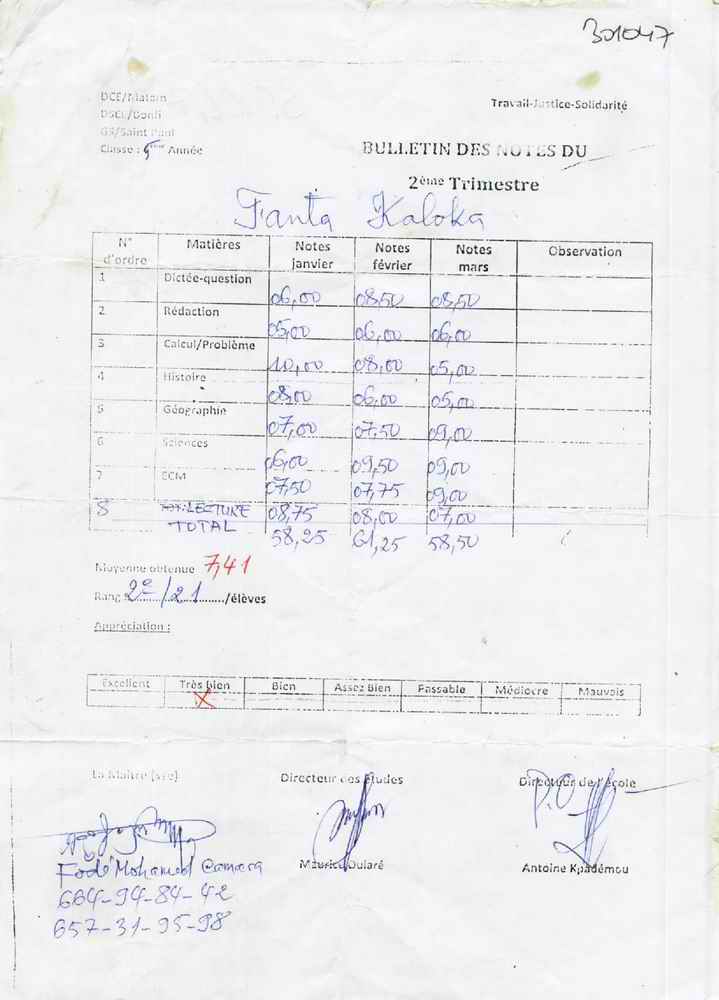 301047
DCE/Matam
Travail-Justice-Solidarité
DSEE/Bonfi
GS/Saint Paul
Classe : 5ème Année
BULLETIN DES NOTES DU
2ème Trimestre
Fanta Kaloka
N° d'ordre Matières Notes janvier Notes février Notes mars Observation
1 Dictée-question 06,00 08,50 08,50
2 Rédaction 05,00 06,00 06,00
3 Calcul/Problème 10,00 08,00 05,00
4 Histoire 08,00 06,00 05,00
5 Géographie 07,00 07,50 09,00
6 Sciences 06,00 09,50 09,00
7 ECM 07,50 07,75 09,00
8 LECTURE 08,75 08,00 07,00
TOTAL 58,25 61,25 58,50
Moyenne obtenue 7,41
Rang : 2e/21/élèves
Appréciation :
Excellent Très bien Bien Assez Bien Passable Médiocre Mauvais
X
Le Maître (sse) Directeur des Etudes Directeur de l'école
P.O
Fodé Mohamed Camara Maurice Oularé Antoine Kpadémou
664-94-84-42
657-31-95-98